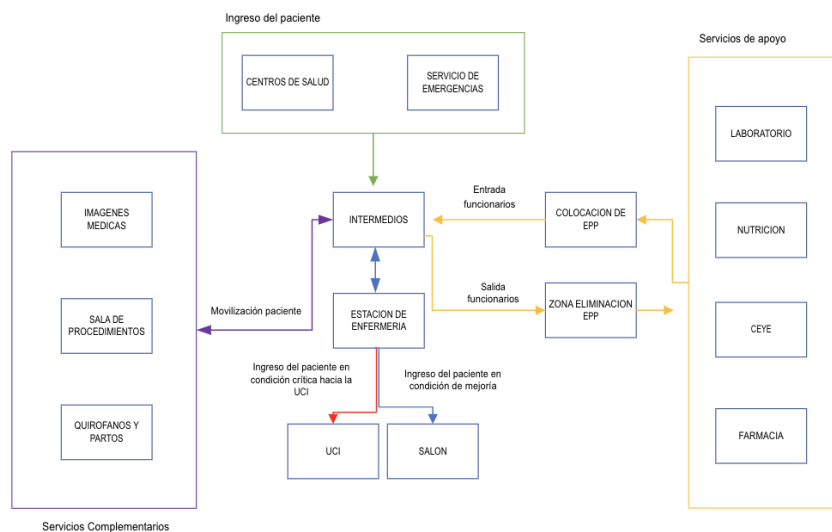 Ingreso del paciente
CENTROS DE SALUD
SERVICIO DE
EMERGENCIAS
Servicios de apoyo
LABORATORIO
NUTRICION
CEYE
FARMACIA
IMAGENES
MEDICAS
SALA DE
PROCEDIMIENTOS
QUIROFANOS Y
PARTOS
Servicios Complementarios
Movilización paciente
INTERMEDIOS
Entrada
funcionarios
COLOCACION DE
EPP
Salida
funcionarios
ZONA ELIMINACION
EPP
ESTACION DE
ENFERMERIA
Ingreso del paciente en
condición crítica hacia la
UCI
Ingreso del paciente en
condición de mejoría
UCI
SALON